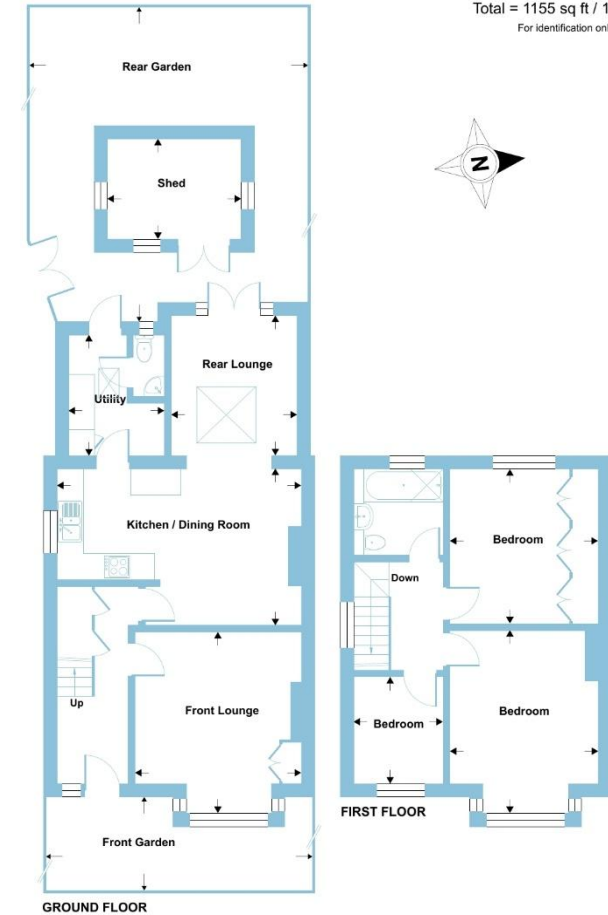 Total = 1155 sq ft / 1
For identification onl
Rear Garden
N
Shed
Rear Lounge
Utility
Kitchen / Dining Room
Up
Front Lounge
Front Garden
GROUND FLOOR
Bedroom
Down
Bedroom
Bedroom
FIRST FLOOR